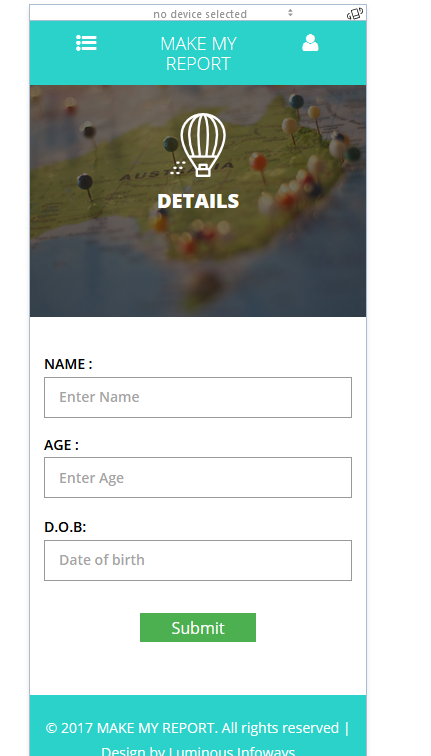 no device selected
MAKE MY
REPORT
AUSTRALIA
DETAILS
NAME :
Enter Name
AGE :
Enter Age
D.O.B:
Date of birth
Submit
© 2017 MAKE MY REPORT. All rights reserved |
Design by Luminous Infoways